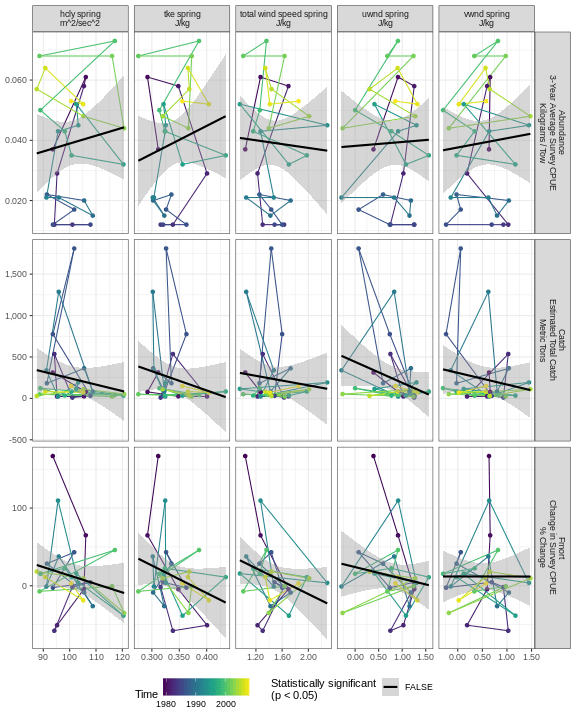 hdly spring
m^2/sec^2
tke spring
J/kg
total wind speed spring
J/kg
uwnd spring
J/kg
vwnd spring
J/kg
0.060
0.040
0.020
Abundance
3-Year Average Survey CPUE
Kilograms / Tow
1,500
1,000
500
0
-500
Catch
Estimated Total Catch
Metric Tons
100
0
Fmort
Change in Survey CPUE
% Change
90 100 110 120
0.300 0.350 0.400
1.20 1.60 2.00
0.00 0.50 1.00 1.50
0.00 0.50 1.00 1.50
Time
1980 1990 2000
Statistically significant
(p < 0.05)
FALSE